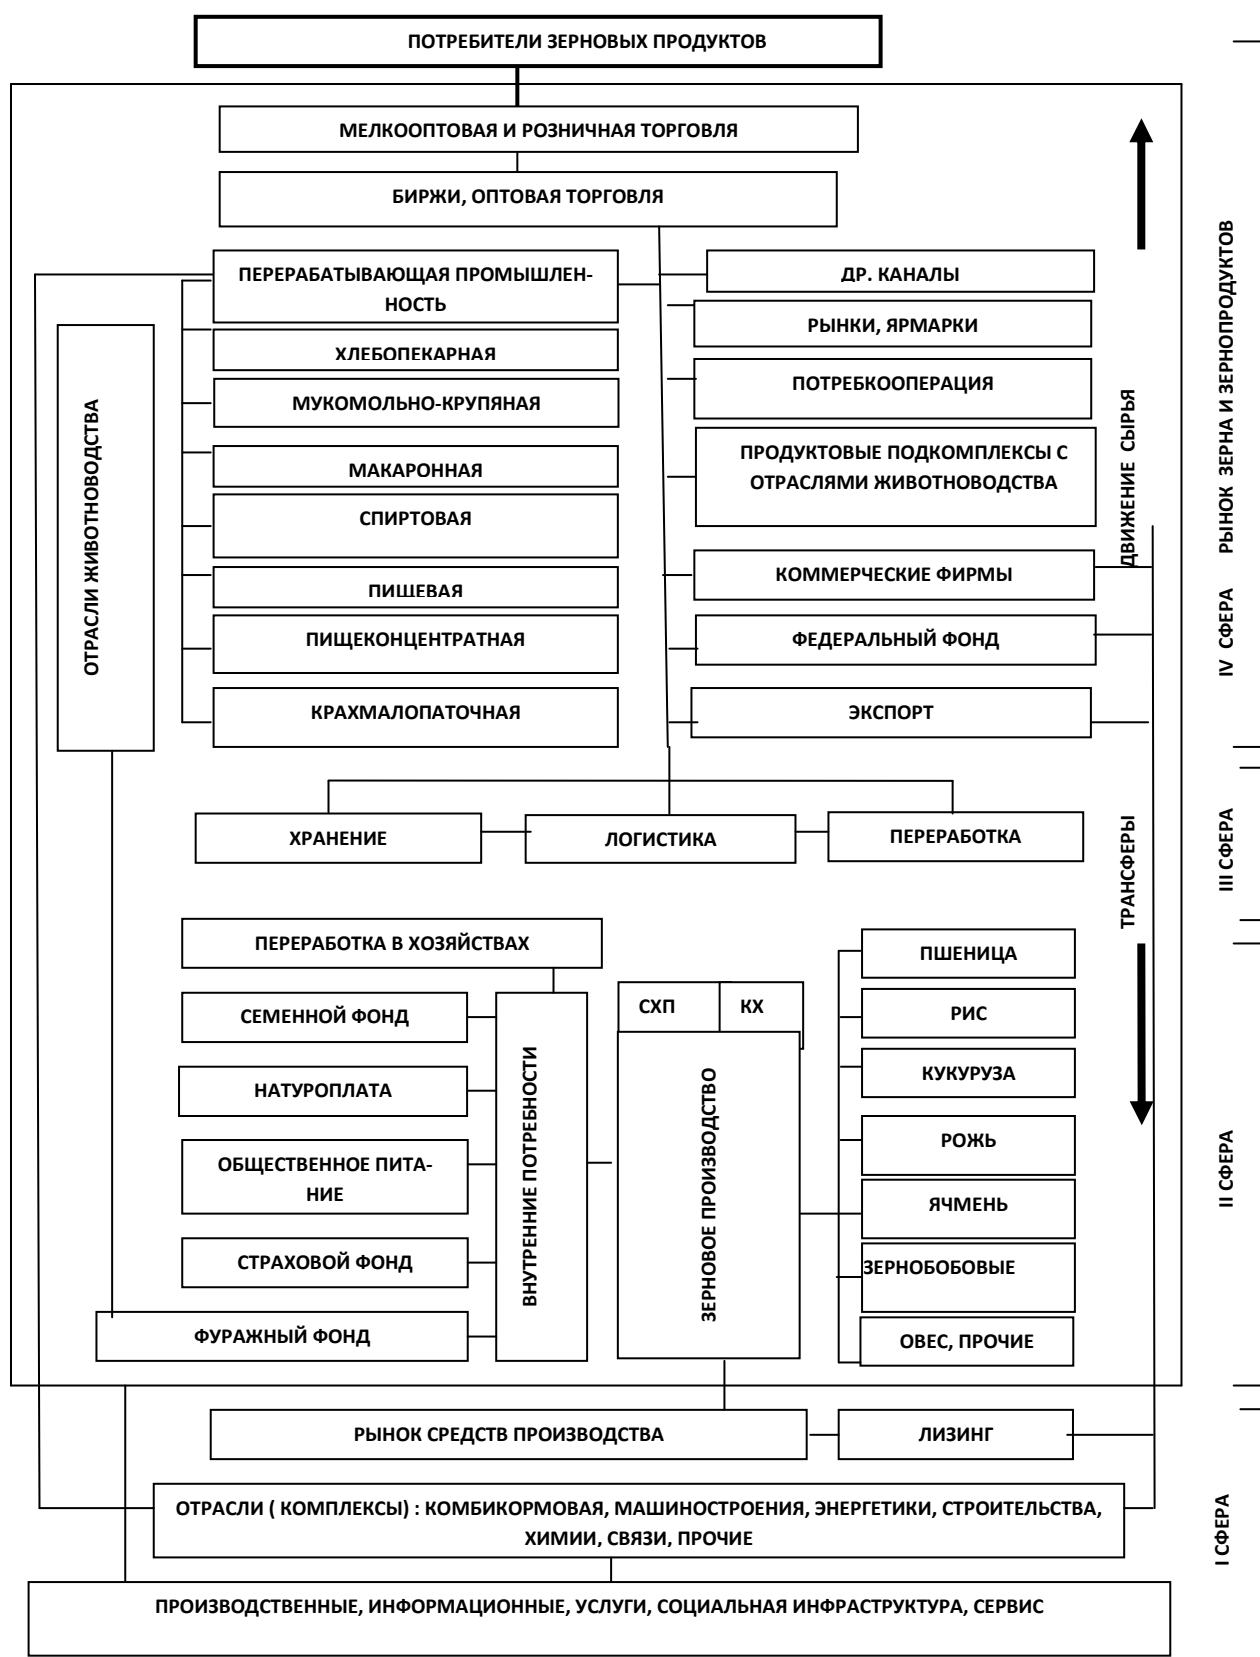 ПОТРЕБИТЕЛИ ЗЕРНОВЫХ ПРОДУКТОВ
МЕЛКООПТОВАЯ И РОЗНИЧНАЯ ТОРГОВЛЯ
БИРЖИ, ОПТОВАЯ ТОРГОВЛЯ
ПЕРЕРАБАТЫВАЮЩАЯ ПРОМЫШЛЕН-
НОСТЬ
ХЛЕБОПЕКАРНАЯ
МУКОМОЛЬНО-КРУПЯНАЯ
МАКАРОННАЯ
СПИРТОВАЯ
ПИЩЕВАЯ
ПИЩЕКОНЦЕНТРАТНАЯ
КРАХМАЛОПАТОЧНАЯ
ОТРАСЛИ ЖИВОТНОВОДСТВА
ДР. КАНАЛЫ
РЫНКИ, ЯРМАРКИ
ПОТРЕБКООПЕРАЦИЯ
ПРОДУКТОВЫЕ ПОДКОМПЛЕКСЫ С
ОТРАСЛЯМИ ЖИВОТНОВОДСТВА
КОММЕРЧЕСКИЕ ФИРМЫ
ФЕДЕРАЛЬНЫЙ ФОНД
ЭКСПОРТ
ДВИЖЕНИЕ СЫРЬЯ
IV СФЕРА РЫНОК ЗЕРНА И ЗЕРНОПРОДУКТОВ
ХРАНЕНИЕ
ЛОГИСТИКА
ПЕРЕРАБОТКА
ТРАНСФЕРЫ
III СФЕРА
ПЕРЕРАБОТКА В ХОЗЯЙСТВАХ
СЕМЕННОЙ ФОНД
НАТУРОПЛАТА
ОБЩЕСТВЕННОЕ ПИТА-
НИЕ
СТРАХОВОЙ ФОНД
ФУРАЖНЫЙ ФОНД
ВНУТРЕННИЕ ПОТРЕБНОСТИ
СХП
КХ
ЗЕРНОВОЕ ПРОИЗВОДСТВО
ПШЕНИЦА
РИС
КУКУРУЗА
РОЖЬ
ЯЧМЕНЬ
ЗЕРНОБОБОВЫЕ
ОВЕС, ПРОЧИЕ
II СФЕРА
РЫНОК СРЕДСТВ ПРОИЗВОДСТВА
ЛИЗИНГ
ОТРАСЛИ ( КОМПЛЕКСЫ) : КОМБИКОРМОВАЯ, МАШИНОСТРОЕНИЯ, ЭНЕРГЕТИКИ, СТРОИТЕЛЬСТВА,
ХИМИИ, СВЯЗИ, ПРОЧИЕ
I СФЕРА
ПРОИЗВОДСТВЕННЫЕ, ИНФОРМАЦИОННЫЕ, УСЛУГИ, СОЦИАЛЬНАЯ ИНФРАСТРУКТУРА, СЕРВИС